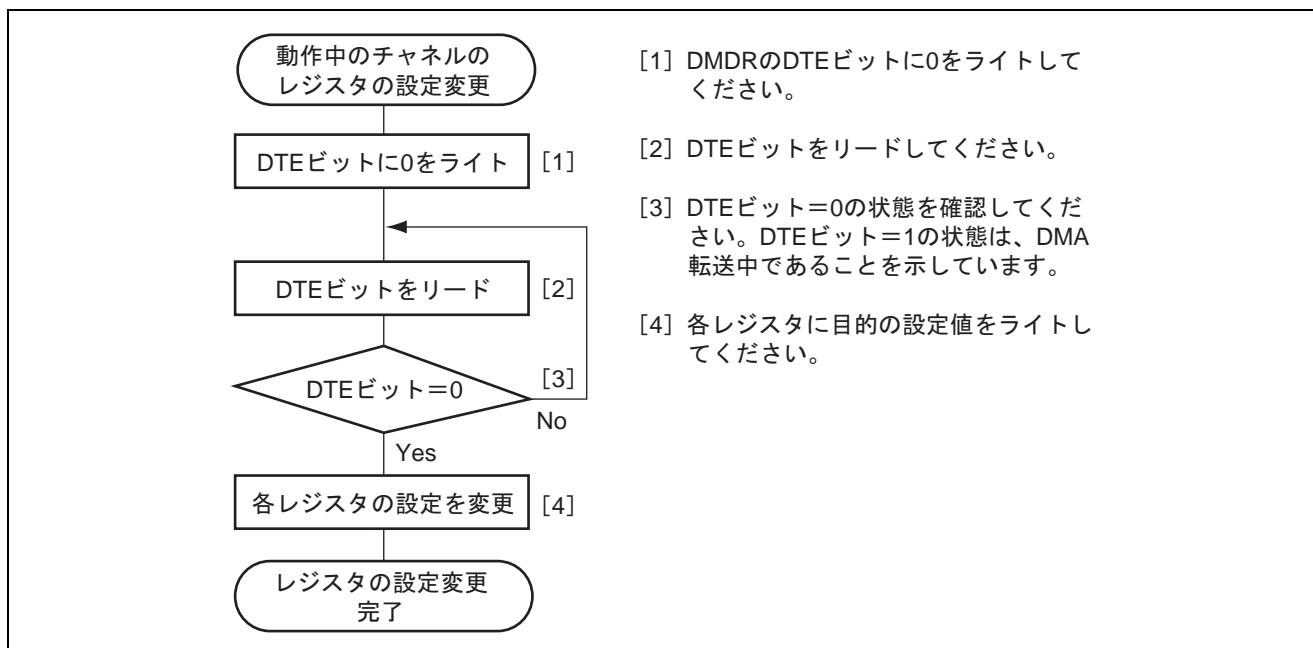 動作中のチャネルの
レジスタの設定変更
DTEビットに0をライト [1]
DTEビットをリード [2]
DTEビット＝0 [3]
No
Yes
各レジスタの設定を変更 [4]
レジスタの設定変更
完了
[1] DMDRのDTEビットに0をライトして
ください。
[2] DTEビットをリードしてください。
[3] DTEビット＝0の状態を確認してくだ
さい。DTEビット＝1の状態は、DMA
転送中であることを示しています。
[4] 各レジスタに目的の設定値をライトし
てください。